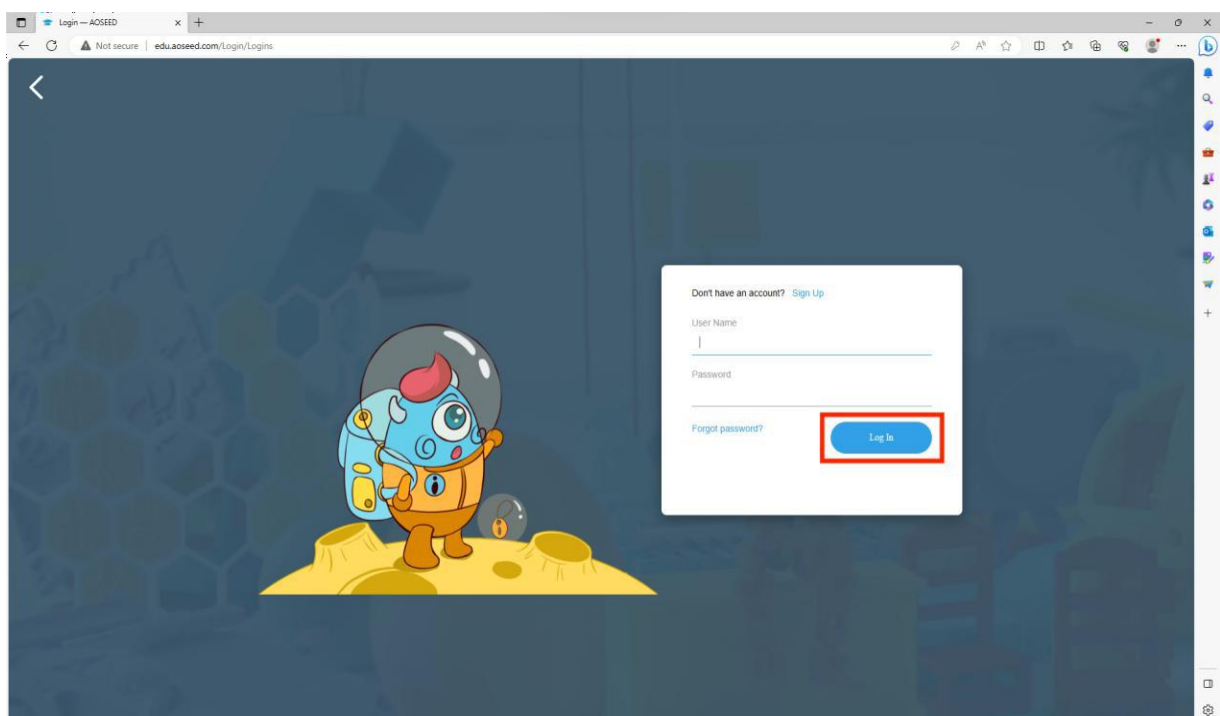 Login — AOSEED
Not secure | edu.aoseed.com/Login/Logins
Don't have an account? Sign Up
User Name
Password
Forgot password?
Log In